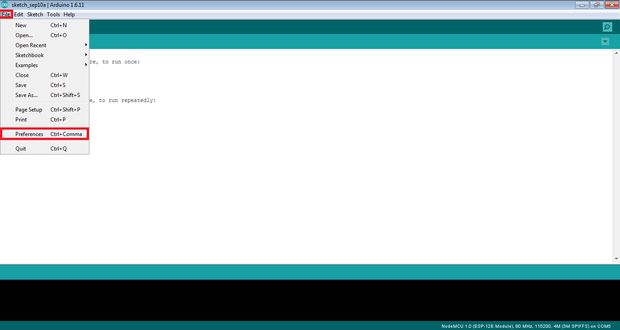 sketch_sep10a | Arduino 1.6.11
File Edit Sketch Tools Help
New Ctrl+N
Open... Ctrl+O
Open Recent
Sketchbook
Examples
Close Ctrl+W
Save Ctrl+S
Save As... Ctrl+Shift+S
Page Setup Ctrl+Shift+P
Print Ctrl+P
Preferences Ctrl+Comma
Quit Ctrl+Q
re, to run once:
e, to run repeatedly:
NodeMCU 1.0 (ESP-12E Module), 80 MHz, 115200, 4M (3M SPIFFS) on COM5